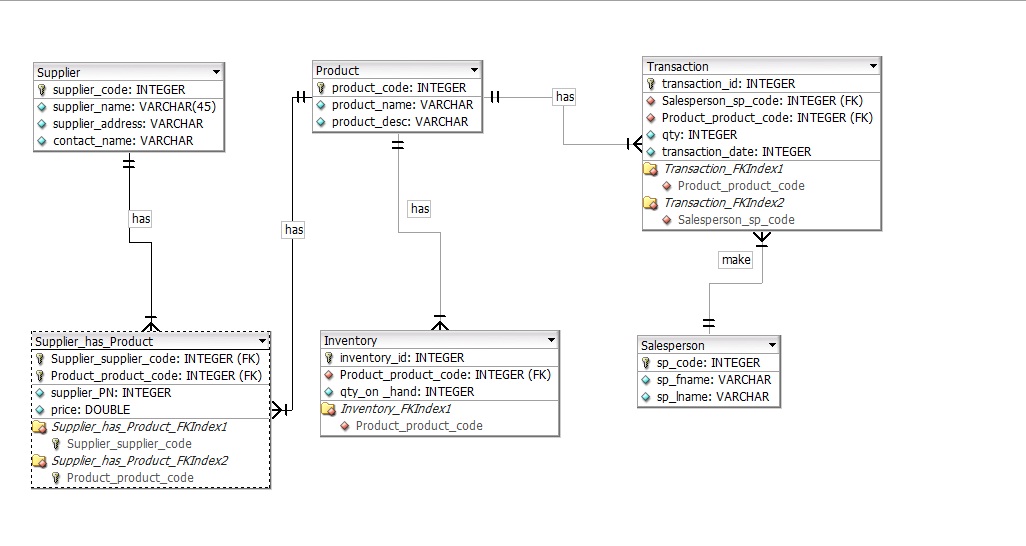 Supplier
supplier_code: INTEGER
supplier_name: VARCHAR(45)
supplier_address: VARCHAR
contact_name: VARCHAR
Product
product_code: INTEGER
product_name: VARCHAR
product_desc: VARCHAR
Transaction
transaction_id: INTEGER
Salesperson_sp_code: INTEGER (FK)
Product_product_code: INTEGER (FK)
qty: INTEGER
transaction_date: INTEGER
Transaction_FKIndex1
Product_product_code
Transaction_FKIndex2
Salesperson_sp_code
has
has
has
has
make
Supplier_has_Product
Supplier_supplier_code: INTEGER (FK)
Product_product_code: INTEGER (FK)
supplier_PN: INTEGER
price: DOUBLE
Supplier_has_Product_FKIndex1
Supplier_supplier_code
Supplier_has_Product_FKIndex2
Product_product_code
Inventory
inventory_id: INTEGER
Product_product_code: INTEGER (FK)
qty_on _hand: INTEGER
Inventory_FKIndex1
Product_product_code
Salesperson
sp_code: INTEGER
sp_fname: VARCHAR
sp_lname: VARCHAR